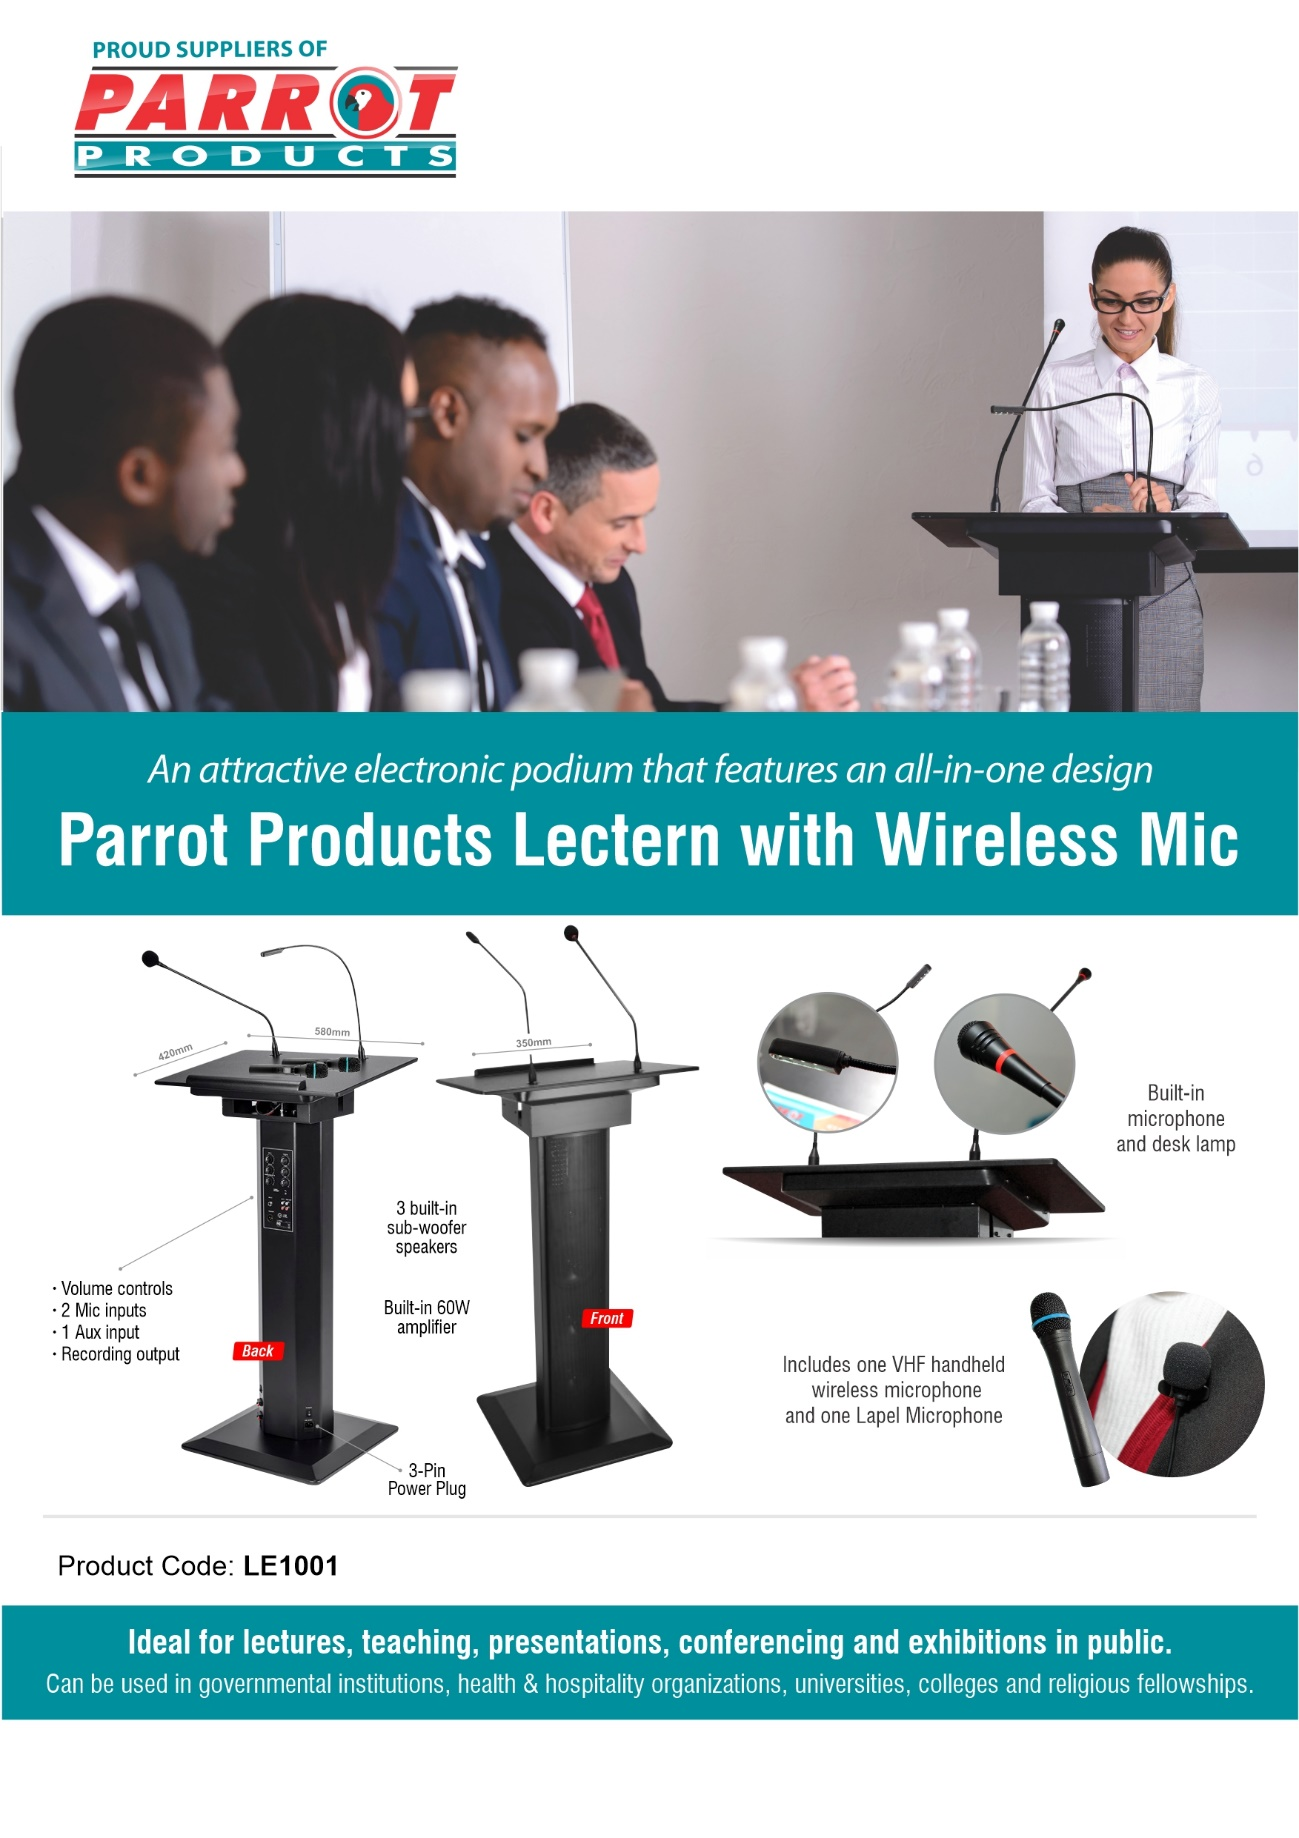 PROUD SUPPLIERS OF
PARROT
PRODUCTS
6
An attractive electronic podium that features an all-in-one design
Parrot Products Lectern with Wireless Mic
420mm
580mm
350mm
Built-in
microphone
and desk lamp
3 built-in
sub-woofer
speakers
Built-in 60W
amplifier
· Volume controls
· 2 Mic inputs
· 1 Aux input
· Recording output
Back
Front
Includes one VHF handheld
wireless microphone
and one Lapel Microphone
3-Pin
Power Plug
Product Code: LE1001
Ideal for lectures, teaching, presentations, conferencing and exhibitions in public.
Can be used in governmental institutions, health & hospitality organizations, universities, colleges and religious fellowships.